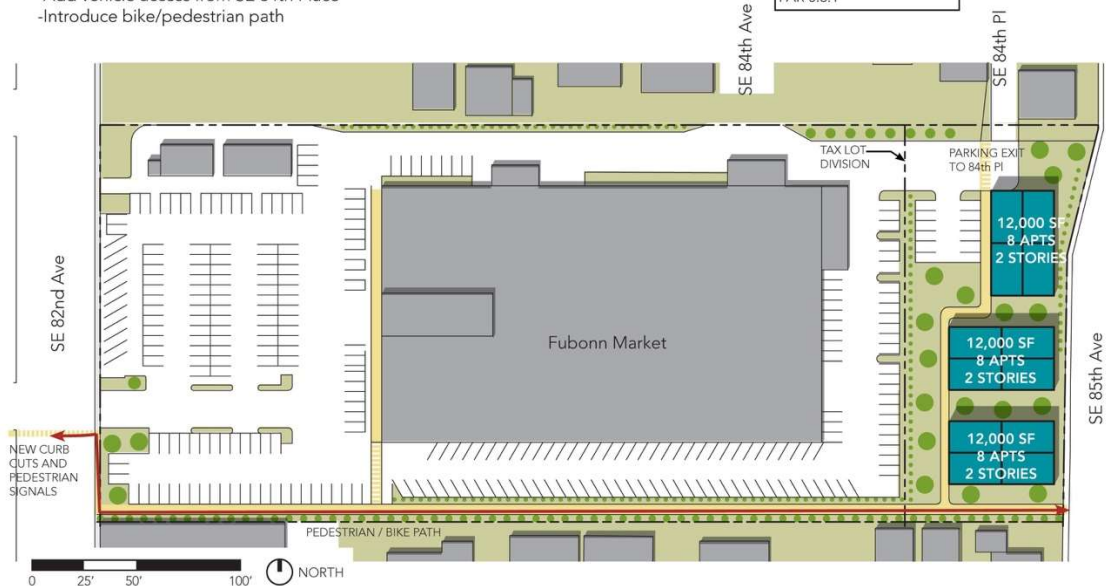 -Introduce bike/pedestrian path
SE 84th Ave
SE 84th Pl
TAX LOT
DIVISION
PARKING EXIT
TO 84th Pl
12,000 SF
8 APTS
2 STORIES
SE 82nd Ave
Fubonn Market
12,000 SF
8 APTS
2 STORIES
SE 85th Ave
12,000 SF
8 APTS
2 STORIES
NEW CURB
CUTS AND
PEDESTRIAN
SIGNALS
PEDESTRIAN / BIKE PATH
0 25' 50' 100'
NORTH